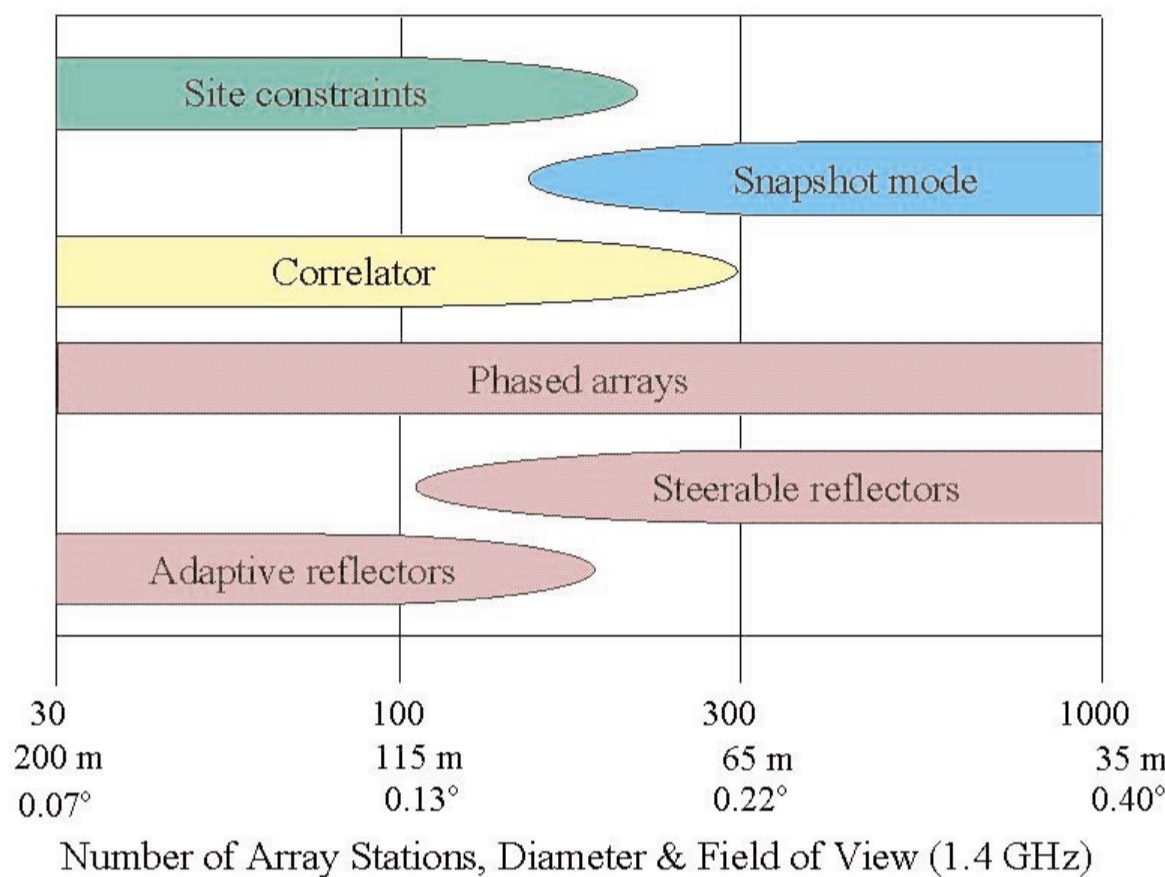 Site constraints
Snapshot mode
Correlator
Phased arrays
Steerable reflectors
Adaptive reflectors
30 100 300 1000
200 m 115 m 65 m 35 m
0.07° 0.13° 0.22° 0.40°
Number of Array Stations, Diameter & Field of View (1.4 GHz)